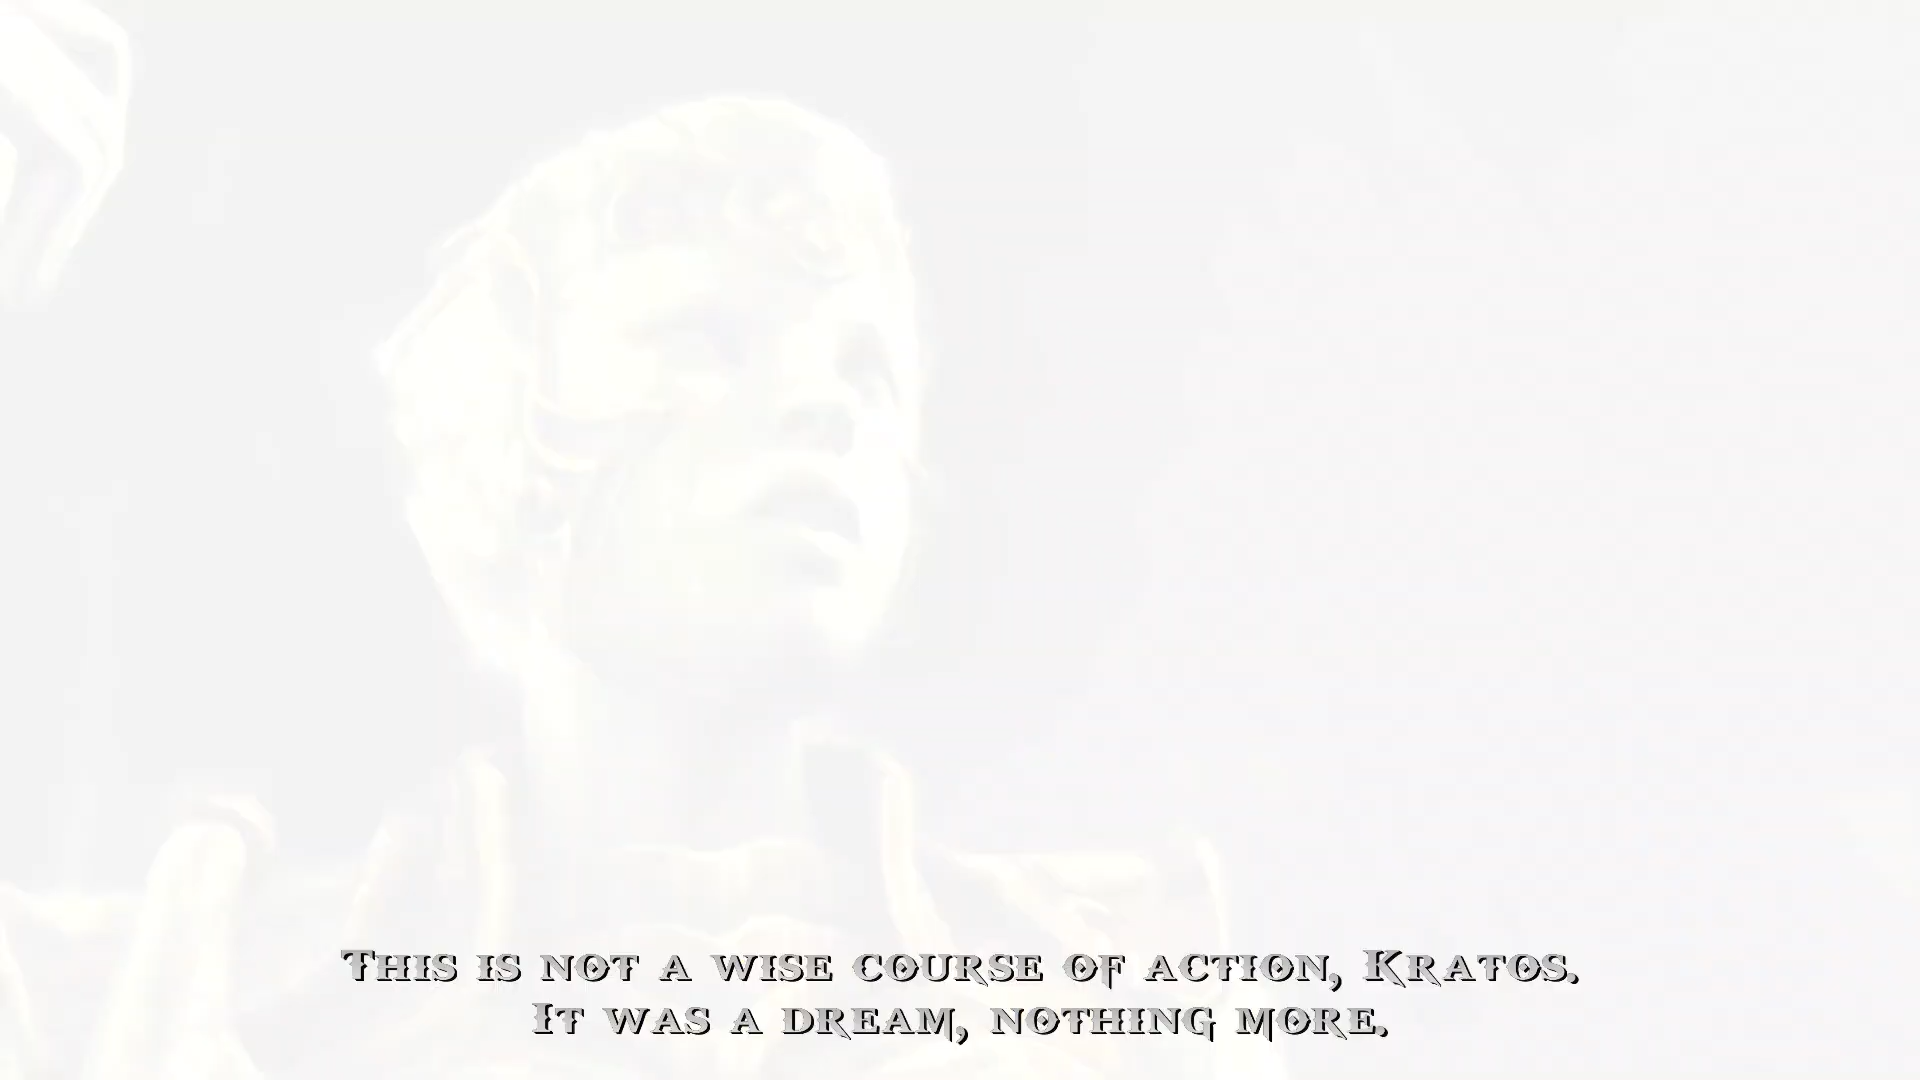 This is not a wise course of action, Kratos.
It was a dream, nothing more.